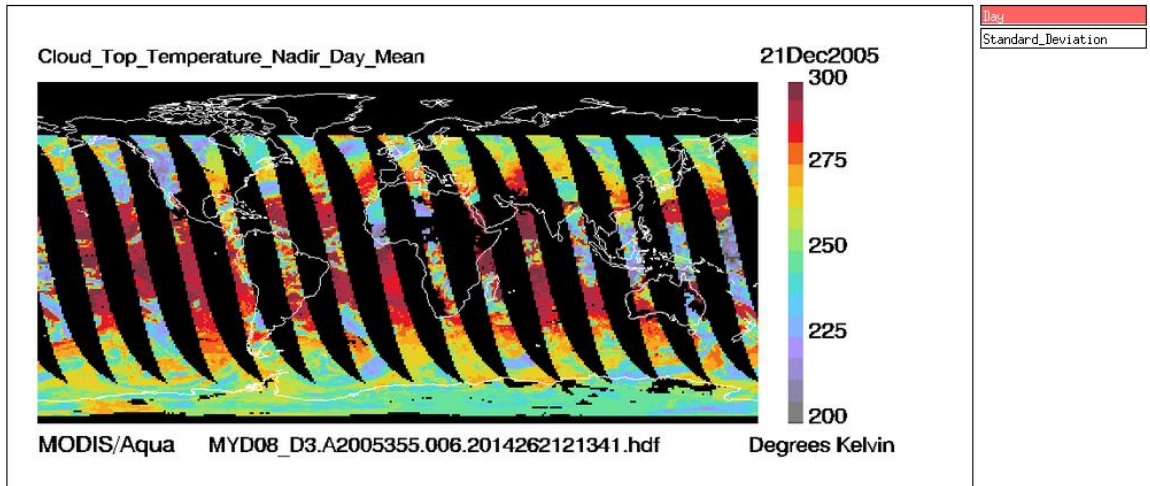 Day
Standard_Deviation
Cloud_Top_Temperature_Nadir_Day_Mean 21Dec2005
300
275
250
225
200
MODIS/Aqua MYD08_D3.A2005355.006.2014262121341.hdf Degrees Kelvin